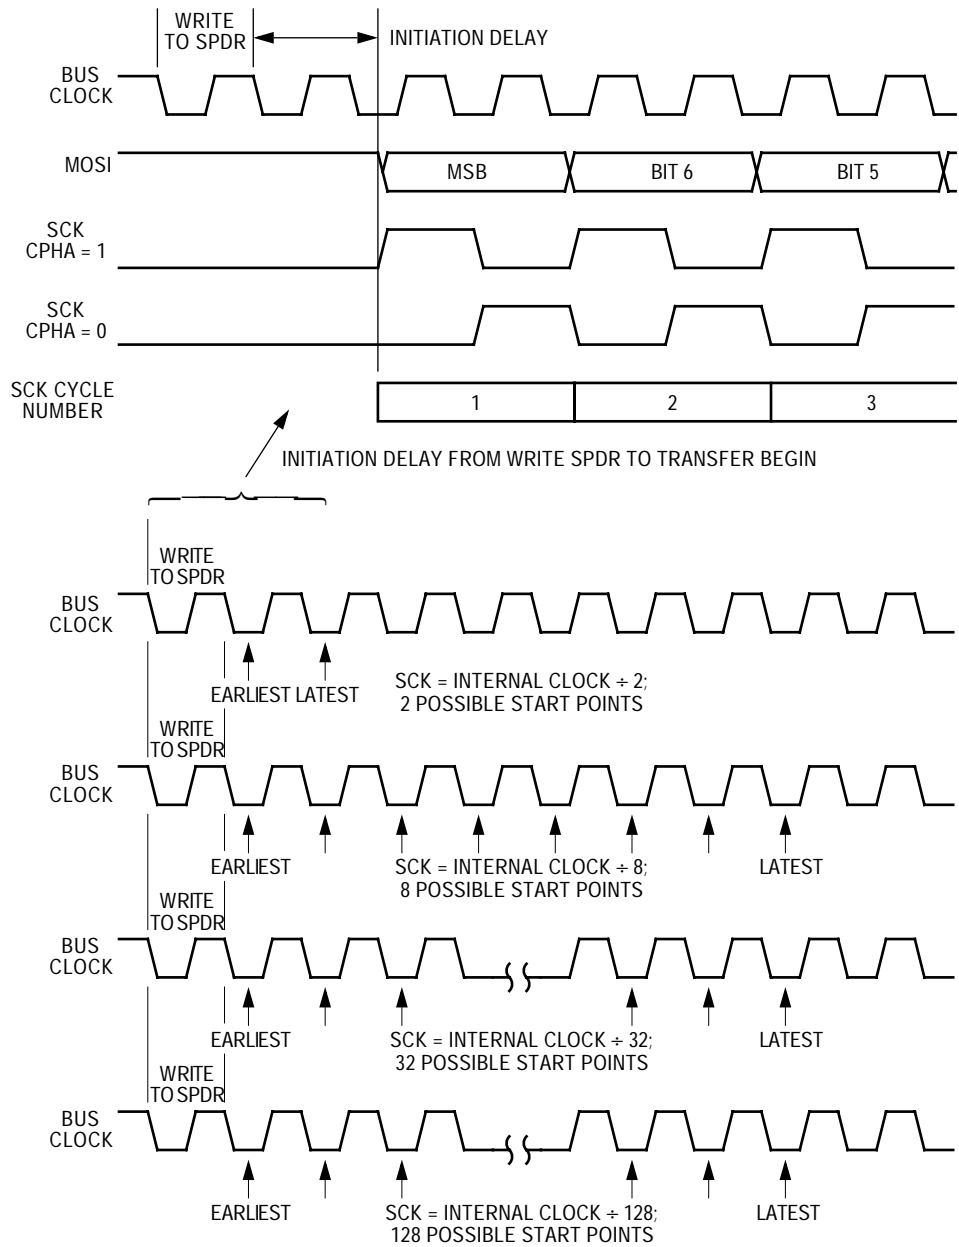 WRITE
TO SPDR
INITIATION DELAY
BUS
CLOCK
MOSI
MSB
BIT 6
BIT 5
SCK
CPHA = 1
SCK
CPHA = 0
SCK CYCLE
NUMBER
1
2
3
INITIATION DELAY FROM WRITE SPDR TO TRANSFER BEGIN
WRITE
TO SPDR
BUS
CLOCK
EARLIEST
LATEST
SCK = INTERNAL CLOCK ÷ 2;
2 POSSIBLE START POINTS
WRITE
TO SPDR
BUS
CLOCK
EARLIEST
SCK = INTERNAL CLOCK ÷ 8;
8 POSSIBLE START POINTS
LATEST
WRITE
TO SPDR
BUS
CLOCK
EARLIEST
SCK = INTERNAL CLOCK ÷ 32;
32 POSSIBLE START POINTS
LATEST
WRITE
TO SPDR
BUS
CLOCK
EARLIEST
SCK = INTERNAL CLOCK ÷ 128;
128 POSSIBLE START POINTS
LATEST